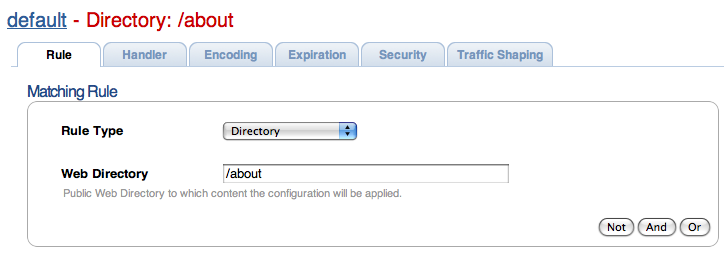 default - Directory: /about
Rule Handler Encoding Expiration Security Traffic Shaping
Matching Rule
Rule Type Directory
Web Directory /about
Public Web Directory to which content the configuration will be applied.
Not And Or